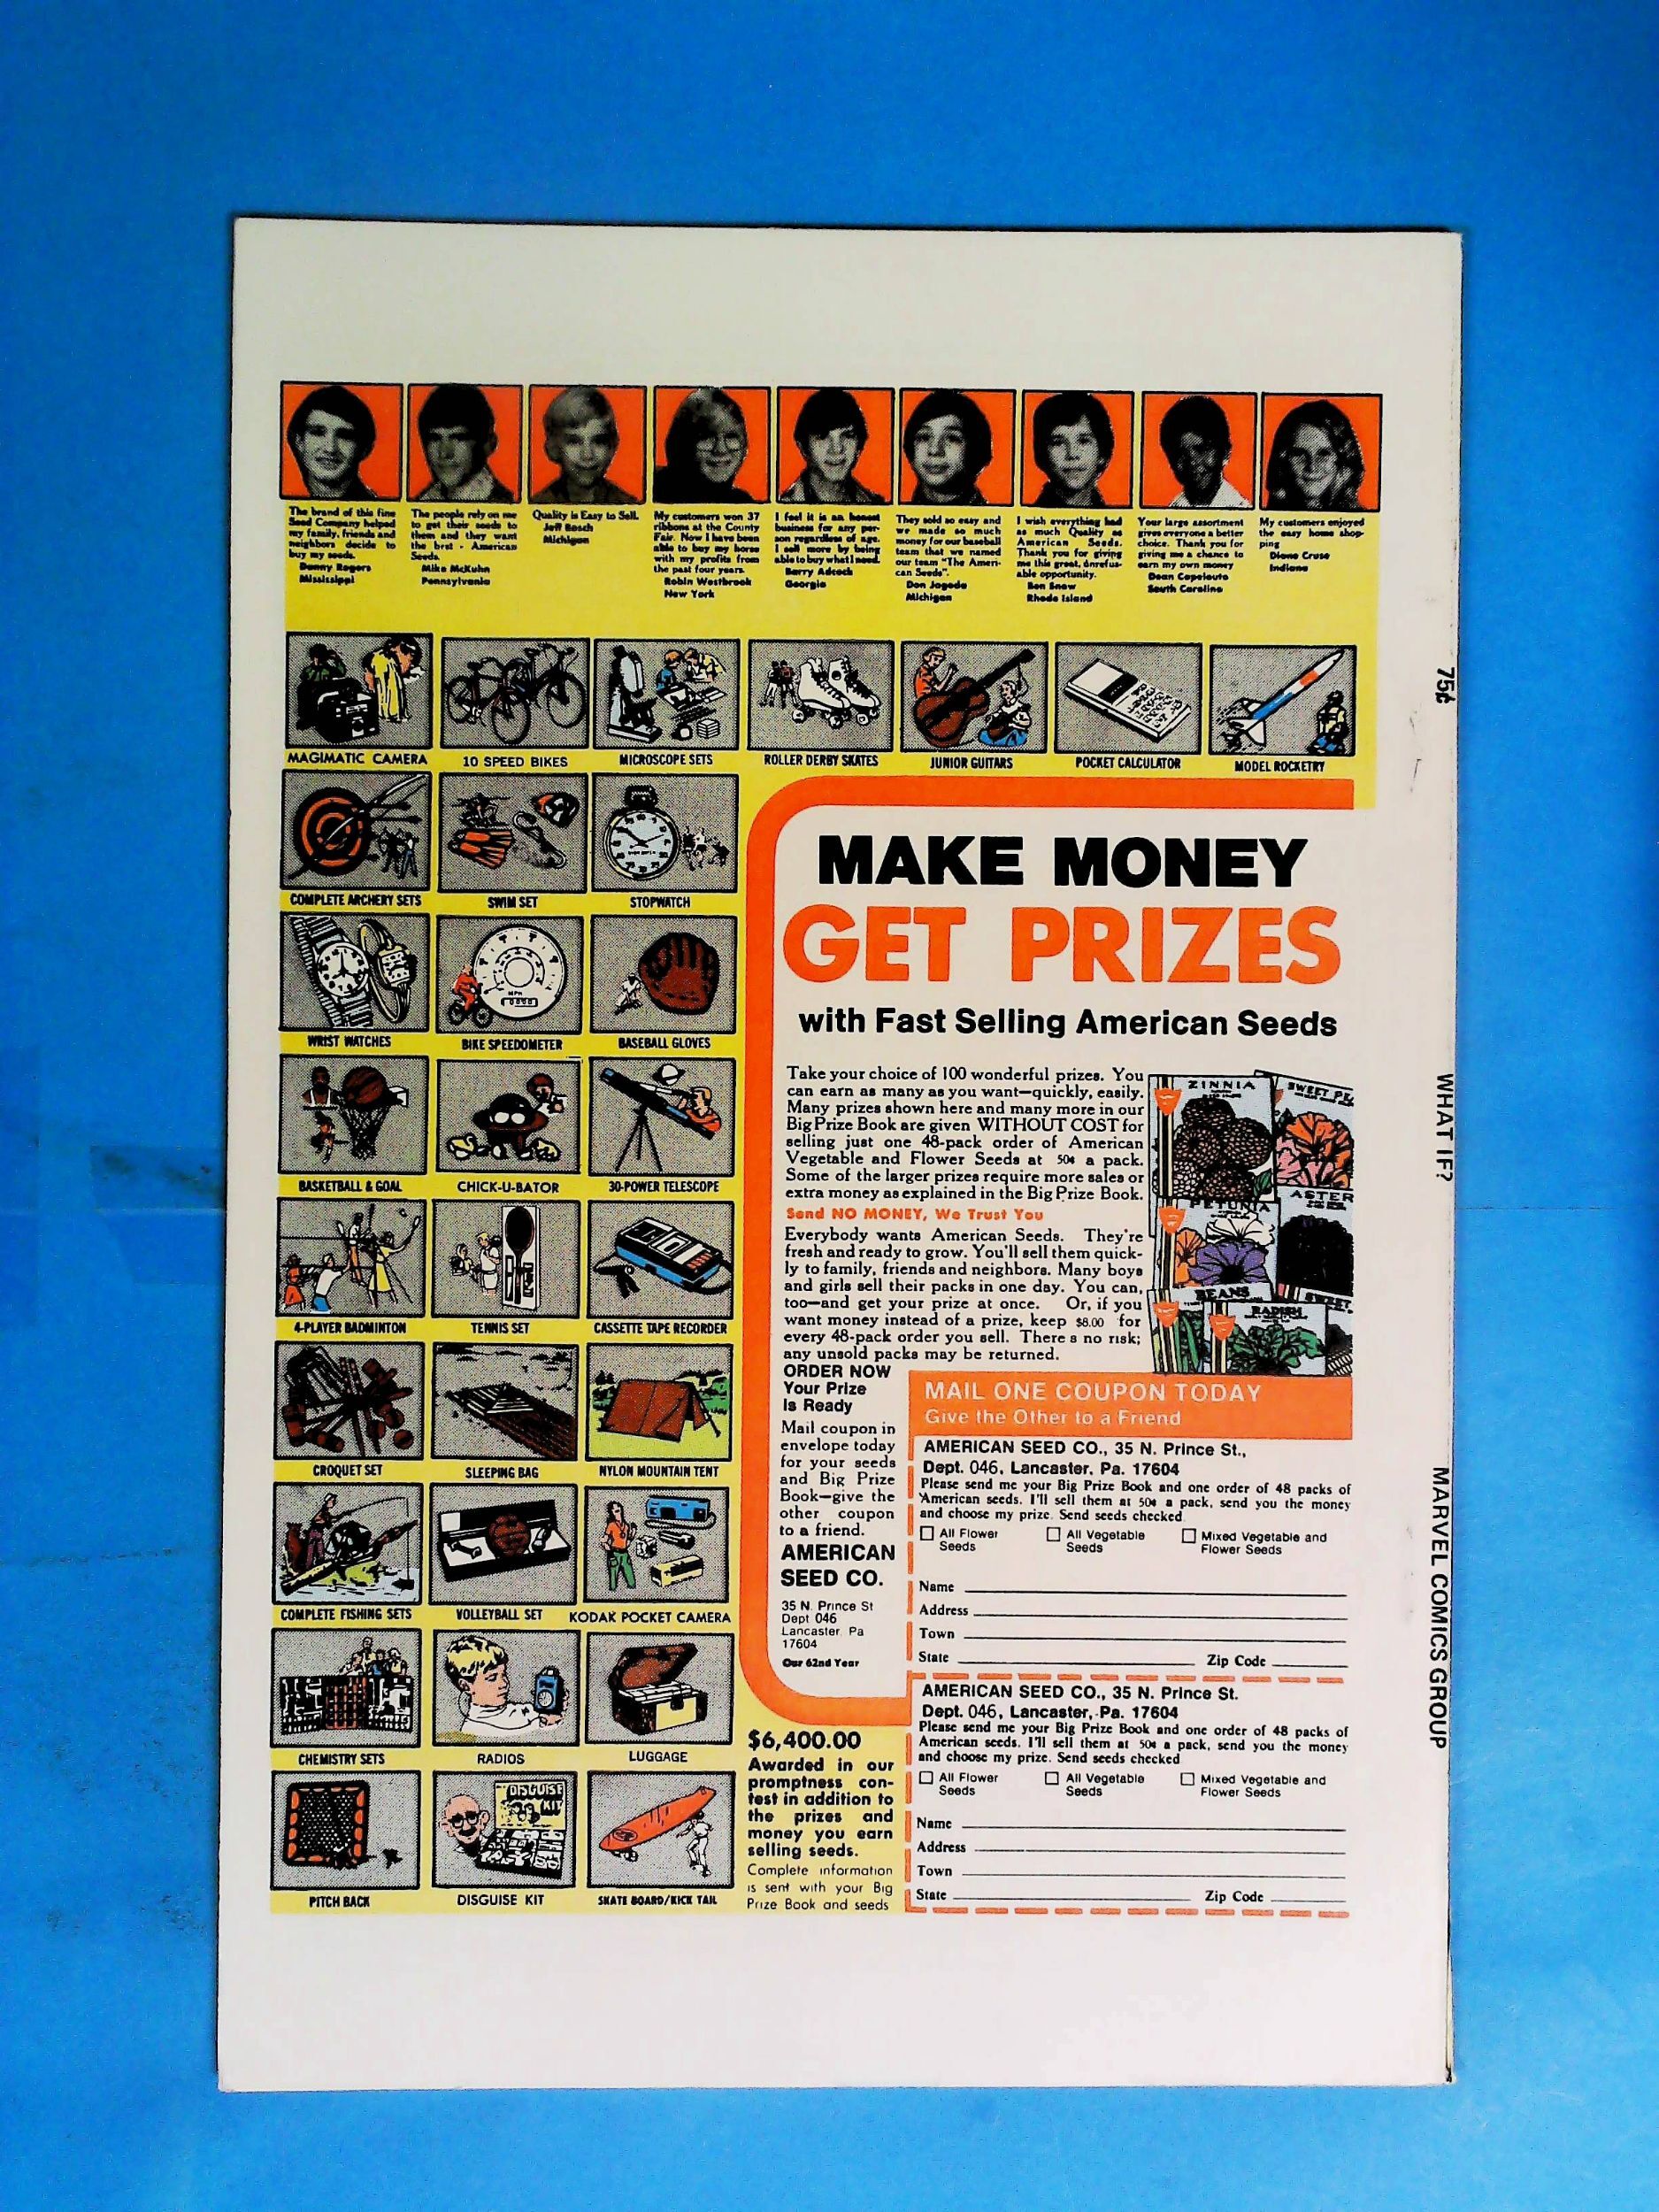 The brand of this fine
Seed Company helped
my family, friends and
neighbors decide to
buy my seeds.
Danny Rogers
Mississippi
The people rely on me
to get their seeds to
them and they want
the best - American
Seeds.
Mike McKuhn
Pennsylvania
Quality is Easy to Sell.
Jeff Besch
Michigan
My customers won 37
ribbons at the County
Fair. Now I have been
able to buy my horse
with my profits from
the past four years.
Robin Westbrook
New York
I feel it is an honest
business for any per-
son regardless of age.
I sell more by being
able to buy what I need.
Barry Adcock
Georgia
They sold so easy and
we made so much
money for our baseball
team that we named
our team "The Ameri-
can Seeds".
Don Jagoda
Michigan
I wish everything had
as much Quality as
American Seeds.
Thank you for giving
me this great, unrefus-
able opportunity.
Ron Snow
Rhode Island
Your large assortment
gives everyone a better
choice. Thank you for
giving me a chance to
earn my own money
Dean Capelouto
South Carolina
My customers enjoyed
the easy home shop-
ping
Diane Cruse
Indiana
MAGIMATIC CAMERA
10 SPEED BIKES
MICROSCOPE SETS
ROLLER DERBY SKATES
JUNIOR GUITARS
POCKET CALCULATOR
MODEL ROCKETRY
COMPLETE ARCHERY SETS
SWIM SET
STOPWATCH
MPH
WRIST WATCHES
BIKE SPEEDOMETER
BASEBALL GLOVES
BASKETBALL & GOAL
CHICK-U-BATOR
30-POWER TELESCOPE
4-PLAYER BADMINTON
TENNIS SET
CASSETTE TAPE RECORDER
CROQUET SET
SLEEPING BAG
NYLON MOUNTAIN TENT
COMPLETE FISHING SETS
VOLLEYBALL SET
KODAK POCKET CAMERA
CHEMISTRY SETS
RADIOS
LUGGAGE
DISGUISE
KIT
PITCH BACK
DISGUISE KIT
SKATE BOARD/KICK TAIL
MAKE MONEY
GET PRIZES
with Fast Selling American Seeds
Take your choice of 100 wonderful prizes. You
can earn as many as you want—quickly, easily.
Many prizes shown here and many more in our
Big Prize Book are given WITHOUT COST for
selling just one 48-pack order of American
Vegetable and Flower Seeds at 50¢ a pack.
Some of the larger prizes require more sales or
extra money as explained in the Big Prize Book.
Send NO MONEY, We Trust You
Everybody wants American Seeds. They're
fresh and ready to grow. You'll sell them quick-
ly to family, friends and neighbors. Many boys
and girls sell their packs in one day. You can,
too—and get your prize at once. Or, if you
want money instead of a prize, keep $8.00 for
every 48-pack order you sell. There s no risk;
any unsold packs may be returned.
ZINNIA
SWEET PE
ASTER
PETUNIA
BEANS
RADISH
SWEET
ORDER NOW
Your Prize
Is Ready
Mail coupon in
envelope today
for your seeds
and Big Prize
Book—give the
other coupon
to a friend.
AMERICAN
SEED CO.
35 N. Prince St
Dept 046
Lancaster Pa
17604
Our 62nd Year
$6,400.00
Awarded in our
promptness con-
test in addition to
the prizes and
money you earn
selling seeds.
Complete information
is sent with your Big
Prize Book and seeds
MAIL ONE COUPON TODAY
Give the Other to a Friend
AMERICAN SEED CO., 35 N. Prince St.,
Dept. 046, Lancaster, Pa. 17604
Please send me your Big Prize Book and one order of 48 packs of
American seeds. I'll sell them at 50¢ a pack, send you the money
and choose my prize. Send seeds checked
All Flower
Seeds
All Vegetable
Seeds
Mixed Vegetable and
Flower Seeds
Name
Address
Town
State Zip Code
AMERICAN SEED CO., 35 N. Prince St.
Dept. 046, Lancaster, Pa. 17604
Please send me your Big Prize Book and one order of 48 packs of
American seeds. I'll sell them at 50¢ a pack, send you the money
and choose my prize. Send seeds checked
All Flower
Seeds
All Vegetable
Seeds
Mixed Vegetable and
Flower Seeds
Name
Address
Town
State Zip Code
75¢
WHAT IF?
MARVEL COMICS GROUP